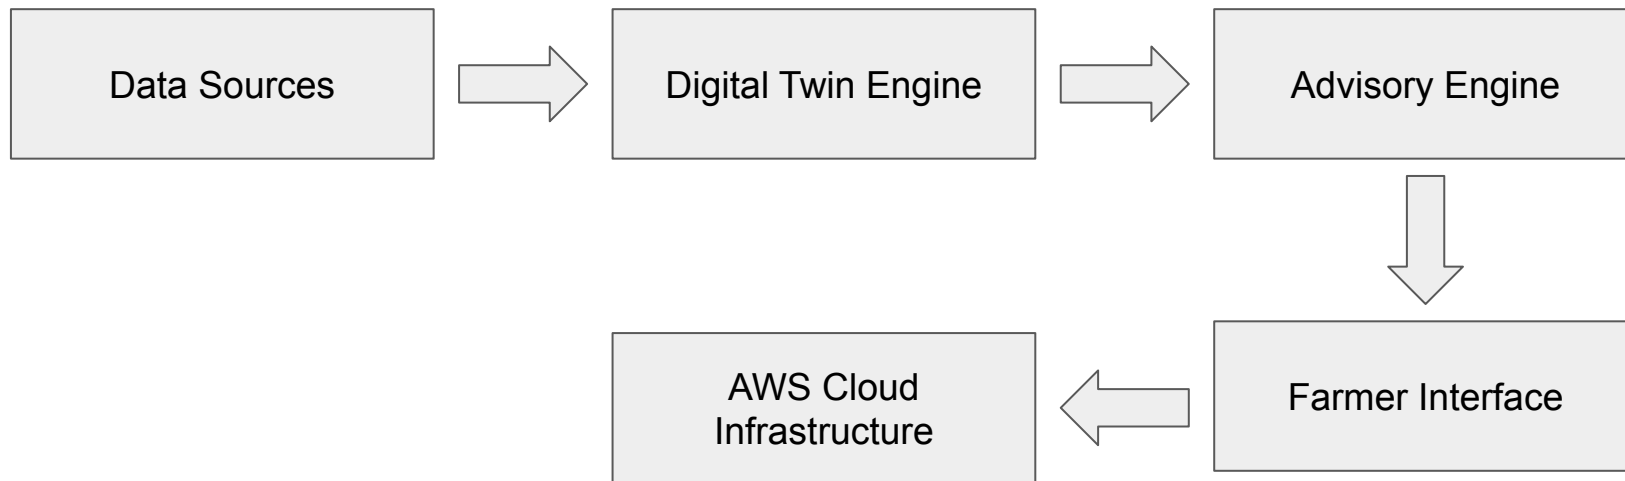 Data Sources
Digital Twin Engine
Advisory Engine
AWS Cloud
Infrastructure
Farmer Interface